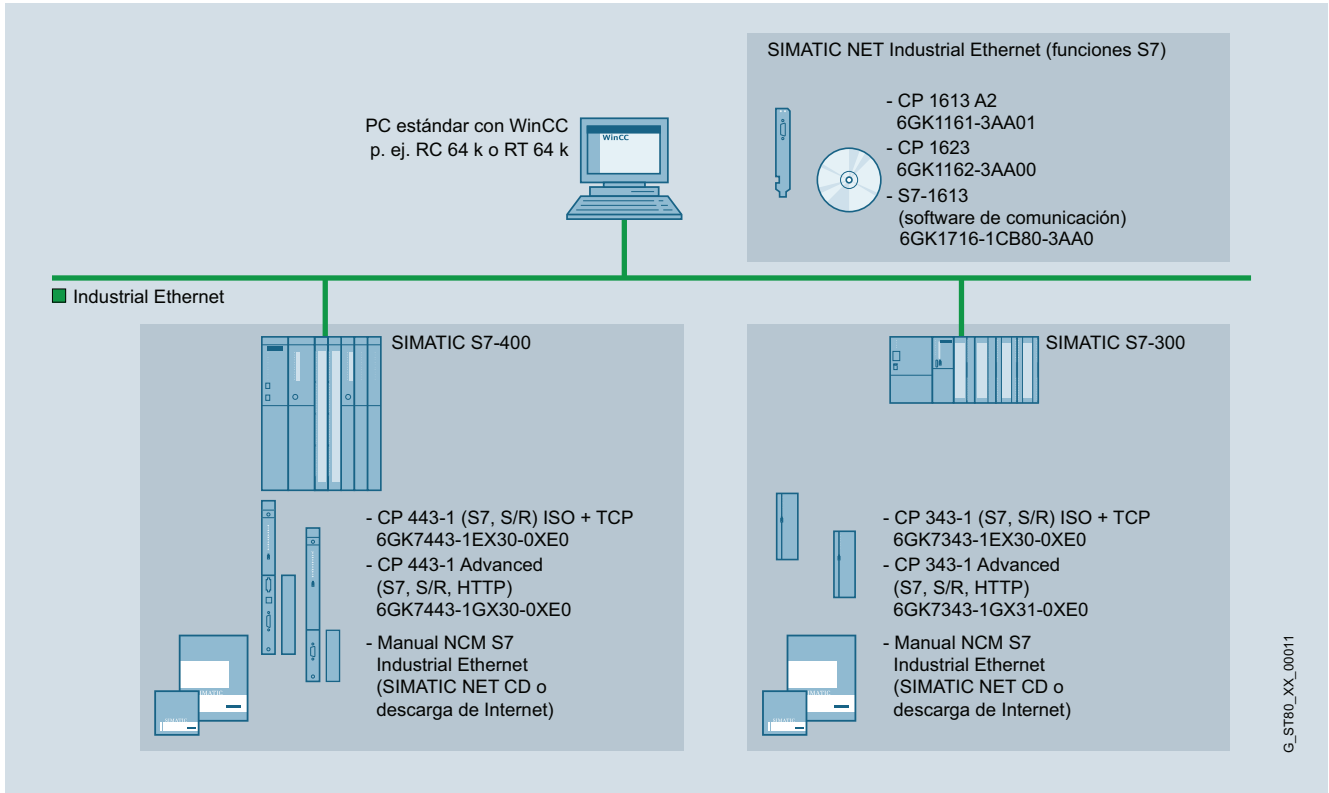 SIMATIC NET Industrial Ethernet (funciones S7)
- CP 1613 A2
6GK1161-3AA01
- CP 1623
6GK1162-3AA00
- S7-1613
(software de comunicación)
6GK1716-1CB80-3AA0
PC estándar con WinCC
p. ej. RC 64 k o RT 64 k
WinCC
Industrial Ethernet
SIMATIC S7-400
- CP 443-1 (S7, S/R) ISO + TCP
6GK7443-1EX30-0XE0
- CP 443-1 Advanced
(S7, S/R, HTTP)
6GK7443-1GX30-0XE0
- Manual NCM S7
Industrial Ethernet
(SIMATIC NET CD o
descarga de Internet)
SIMATIC
SIMATIC
SIMATIC S7-300
- CP 343-1 (S7, S/R) ISO + TCP
6GK7343-1EX30-0XE0
- CP 343-1 Advanced
(S7, S/R, HTTP)
6GK7343-1GX31-0XE0
- Manual NCM S7
Industrial Ethernet
(SIMATIC NET CD o
descarga de Internet)
SIMATIC
SIMATIC
G_ST80_XX_00011